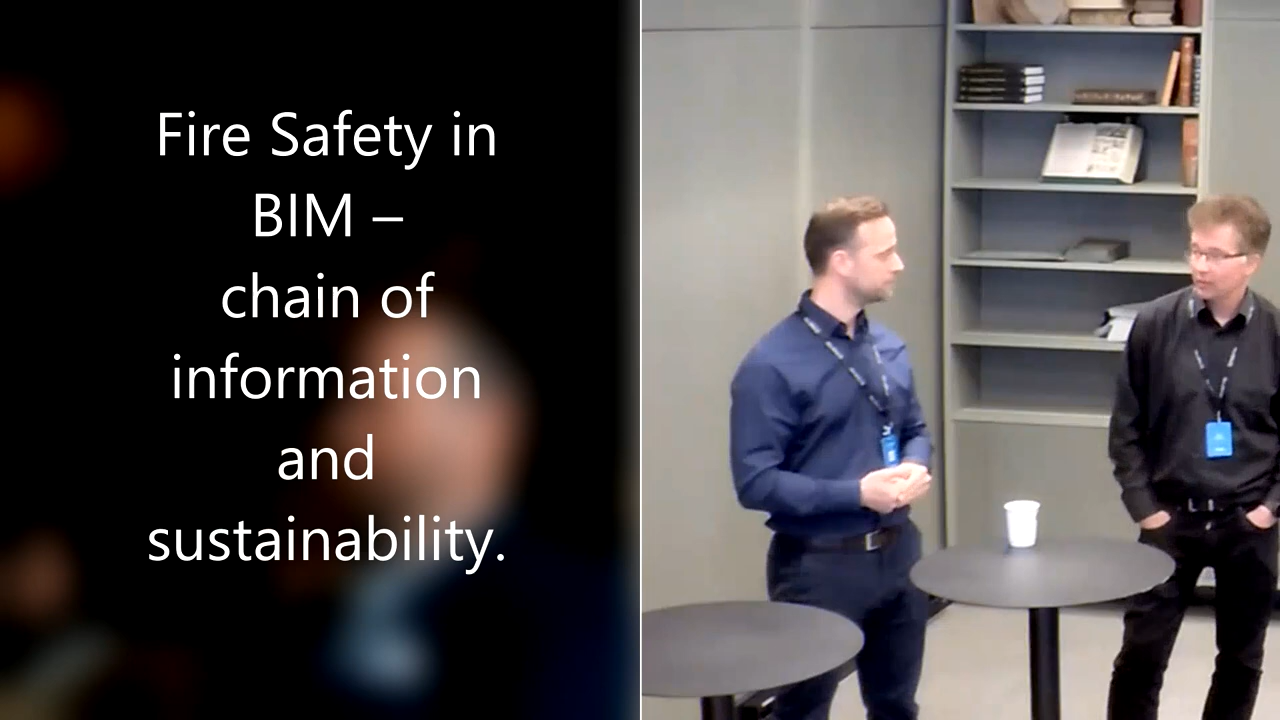 Fire Safety in
BIM –
chain of
information
and
sustainability.